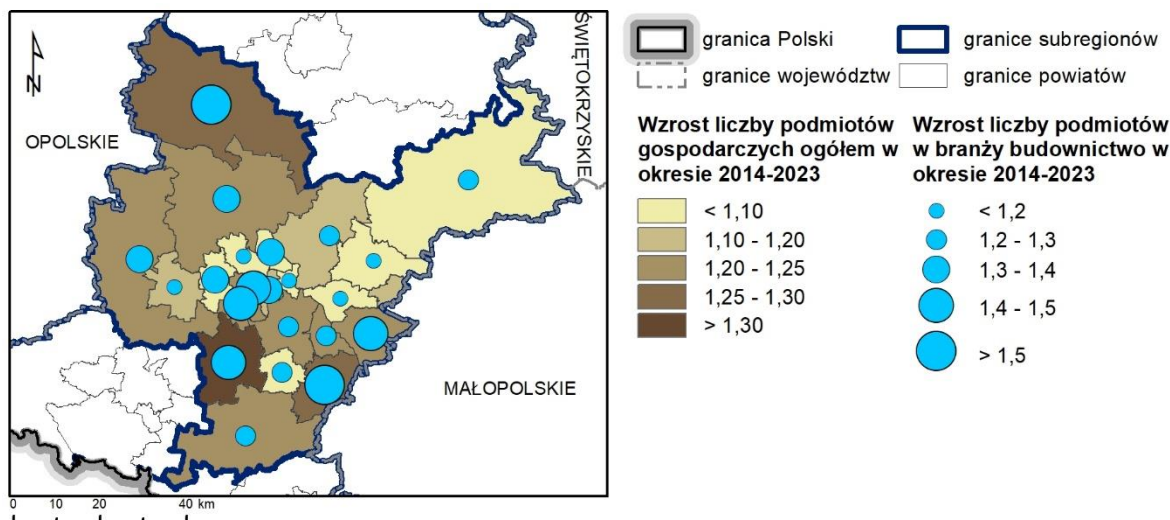 N
OPOLSKIE
ŚWIĘTOKRZYSKIE
MAŁOPOLSKIE
0 10 20 40 km
granica Polski
granice subregionów
granice województw
granice powiatów
Wzrost liczby podmiotów
gospodarczych ogółem w
okresie 2014-2023
< 1,10
1,10 - 1,20
1,20 - 1,25
1,25 - 1,30
> 1,30
Wzrost liczby podmiotów
w branży budownictwo w
okresie 2014-2023
< 1,2
1,2 - 1,3
1,3 - 1,4
1,4 - 1,5
> 1,5